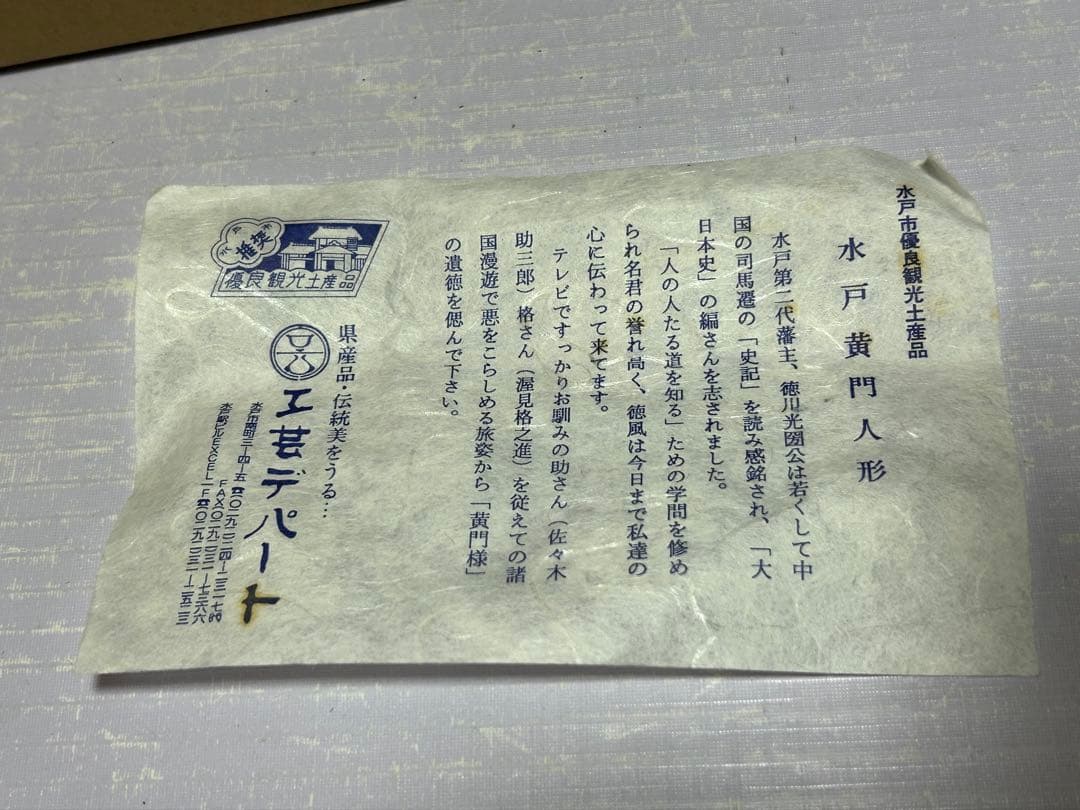 水戸市優良観光土産品
水戸黄門人形
水戸第二代藩主、徳川光圀公は若くして中
国の司馬遷の「史記」を読み感銘され、「大
日本史」の編さんを志されました。
「人の人たる道を知る」ための学問を修め
られ名君の誉れ高く、徳風は今日まで私達の
心に伝わって来てます。
テレビですっかりお馴みの助さん（佐々木
助三郎）格さん（渥見格之進）を従えての諸
国漫遊で悪をこらしめる旅姿から「黄門様」
の遺徳を偲んで下さい。
推奨
優良観光土産品
県産品・伝統美をうる…
工芸デパート